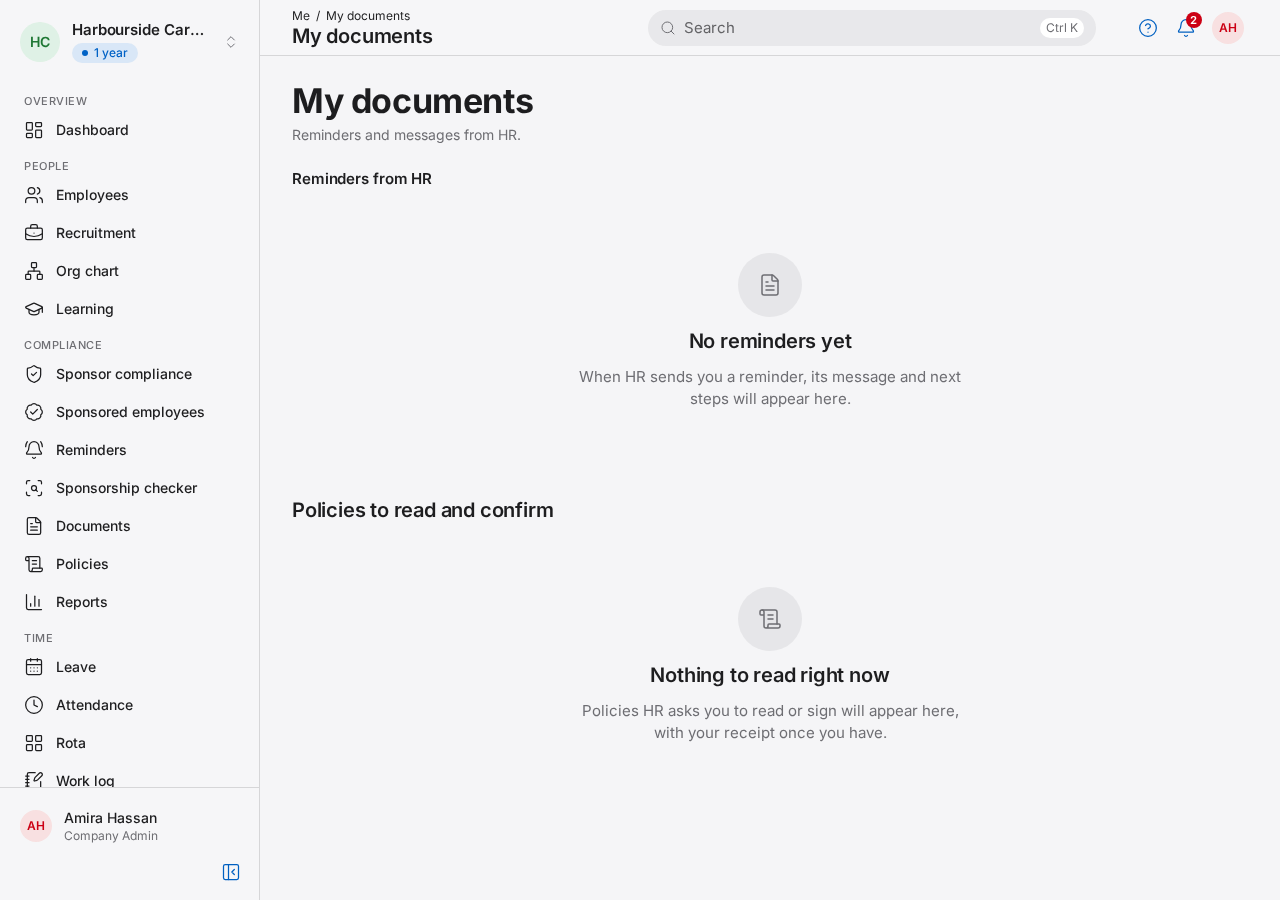 HC
Harbourside Car...
1 year
OVERVIEW
Dashboard
PEOPLE
Employees
Recruitment
Org chart
Learning
COMPLIANCE
Sponsor compliance
Sponsored employees
Reminders
Sponsorship checker
Documents
Policies
Reports
TIME
Leave
Attendance
Rota
Work log
AH
Amira Hassan
Company Admin
Me / My documents
My documents
Search
Ctrl K
2
AH
My documents
Reminders and messages from HR.
Reminders from HR
No reminders yet
When HR sends you a reminder, its message and next
steps will appear here.
Policies to read and confirm
Nothing to read right now
Policies HR asks you to read or sign will appear here,
with your receipt once you have.